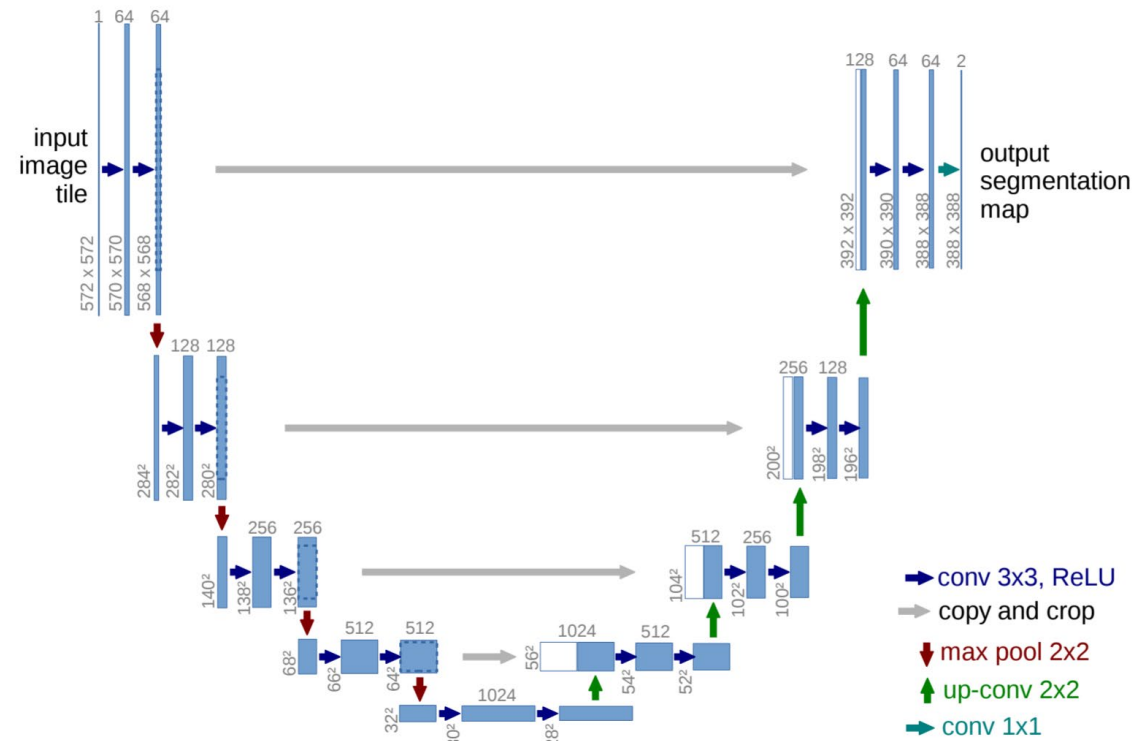 1 64 64
128 64 64 2
input
image
tile
output
segmentation
map
572 x 572
570 x 570
568 x 568
392 x 392
390 x 390
388 x 388
388 x 388
128 128
256 128
284²
282²
280²
200²
198²
196²
256 256
512 256
140²
138²
136²
104²
102²
100²
512 512
1024 512
68²
66²
64²
56²
54²
52²
1024
32²
conv 3x3, ReLU
copy and crop
max pool 2x2
up-conv 2x2
conv 1x1